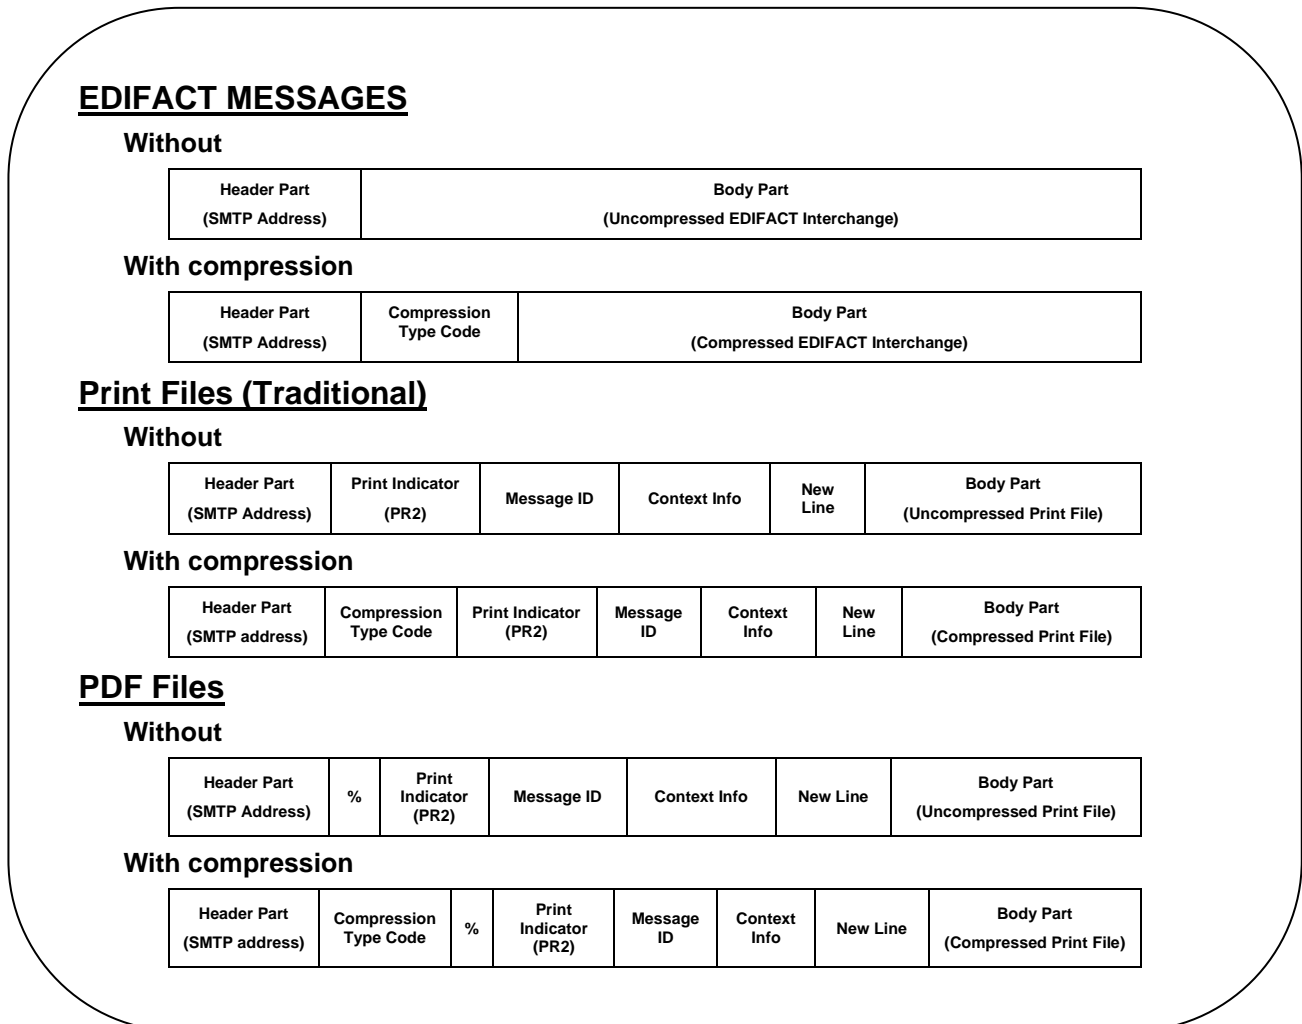 EDIFACT MESSAGES
Without
Header Part
(SMTP Address)
Body Part
(Uncompressed EDIFACT Interchange)
With compression
Header Part
(SMTP Address)
Compression
Type Code
Body Part
(Compressed EDIFACT Interchange)
Print Files (Traditional)
Without
Header Part
(SMTP Address)
Print Indicator
(PR2)
Message ID
Context Info
New
Line
Body Part
(Uncompressed Print File)
With compression
Header Part
(SMTP address)
Compression
Type Code
Print Indicator
(PR2)
Message
ID
Context
Info
New
Line
Body Part
(Compressed Print File)
PDF Files
Without
Header Part
(SMTP Address)
%
Print
Indicator
(PR2)
Message ID
Context Info
New Line
Body Part
(Uncompressed Print File)
With compression
Header Part
(SMTP address)
Compression
Type Code
%
Print
Indicator
(PR2)
Message
ID
Context
Info
New Line
Body Part
(Compressed Print File)